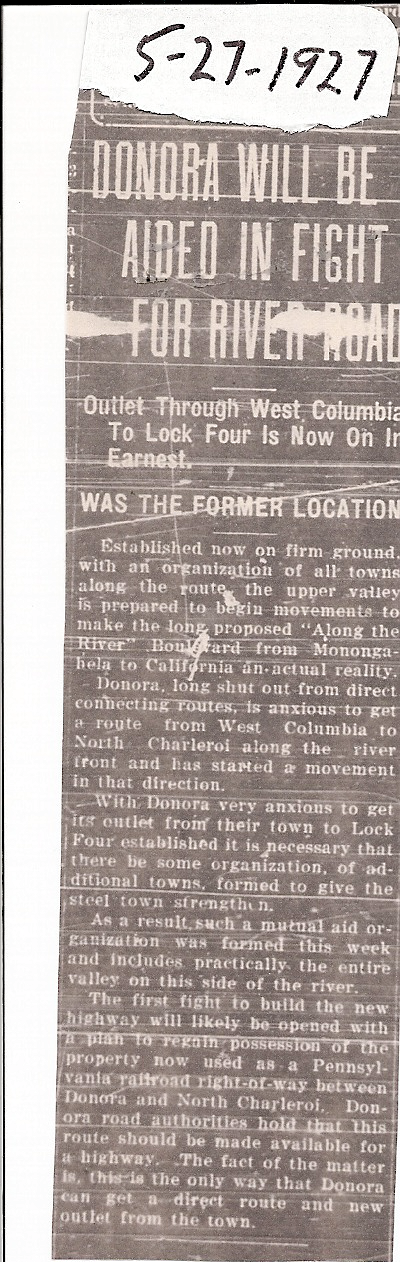 5-27-1927
DONORA WILL BE
AIDED IN FIGHT
FOR RIVER ROAD
Outlet Through West Columbia
To Lock Four Is Now On In
Earnest.
WAS THE FORMER LOCATION
Established now on firm ground,
with an organization of all towns
along the route, the upper valley
is prepared to begin movements to
make the long proposed "Along the
River" Boulevard from Mononga-
hela to California an actual reality.
Donora, long shut out from direct
connecting routes, is anxious to get
a route from West Columbia to
North Charleroi along the river
front and has started a movement
in that direction.
With Donora very anxious to get
its outlet from their town to Lock
Four established it is necessary that
there be some organization, of ad-
ditional towns, formed to give the
steel town strength n.
As a result such a mutual aid or-
ganization was formed this week
and includes practically the entire
valley on this side of the river.
The first fight to build the new
highway will likely be opened with
a plan to regain possession of the
property now used as a Pennsyl-
vania railroad right-of-way between
Donora and North Charleroi. Don-
ora road authorities hold that this
route should be made available for
a highway. The fact of the matter
is, this is the only way that Donora
can get a direct route and new
outlet from the town.